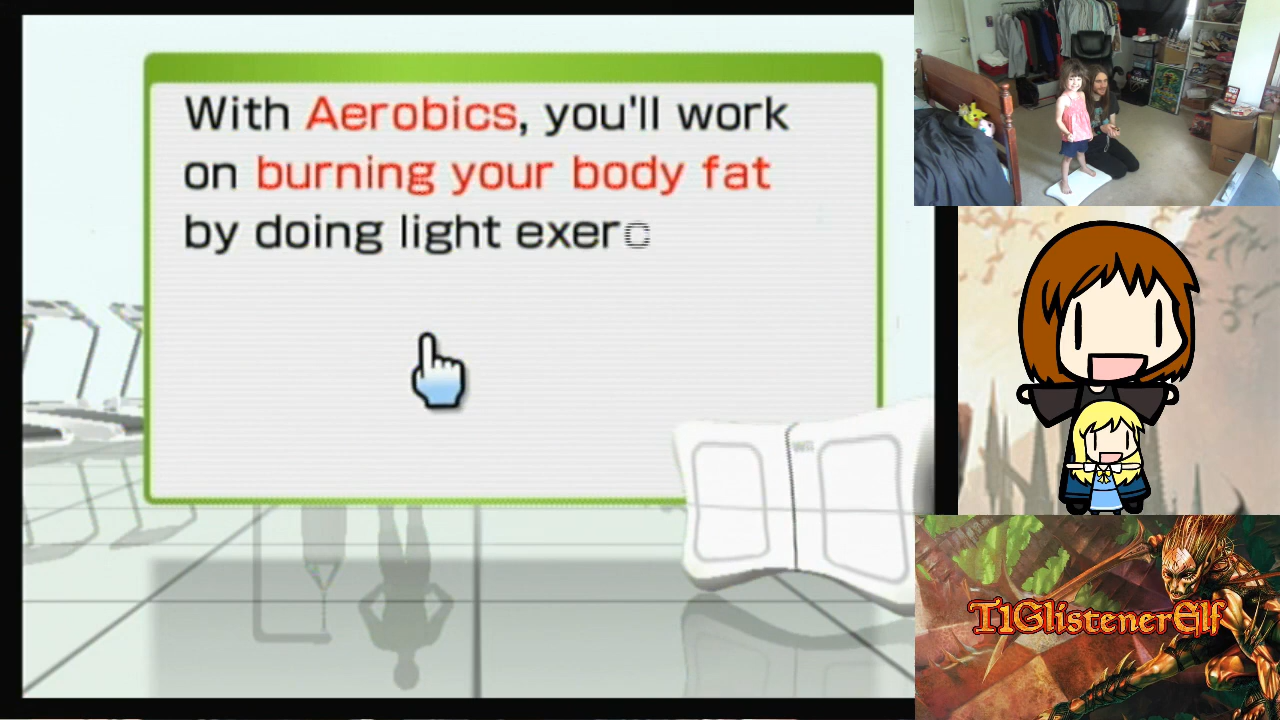 With Aerobics, you'll work
on burning your body fat
by doing light exer
T1GlistenerElf